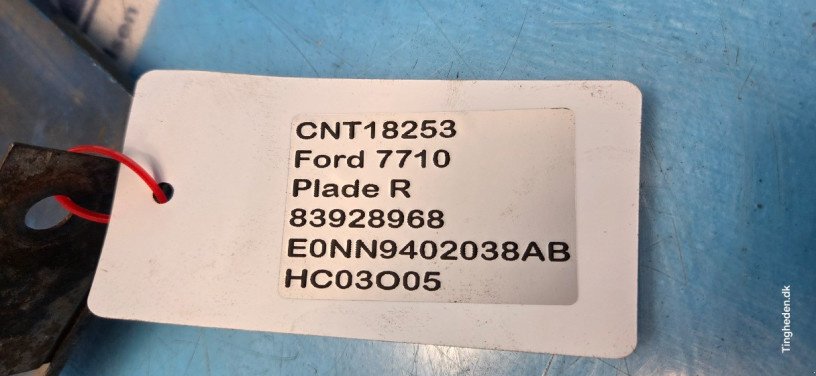 CNT18253
Ford 7710
Plade R
83928968
E0NN9402038AB
HC03O05
Tingheden.dk